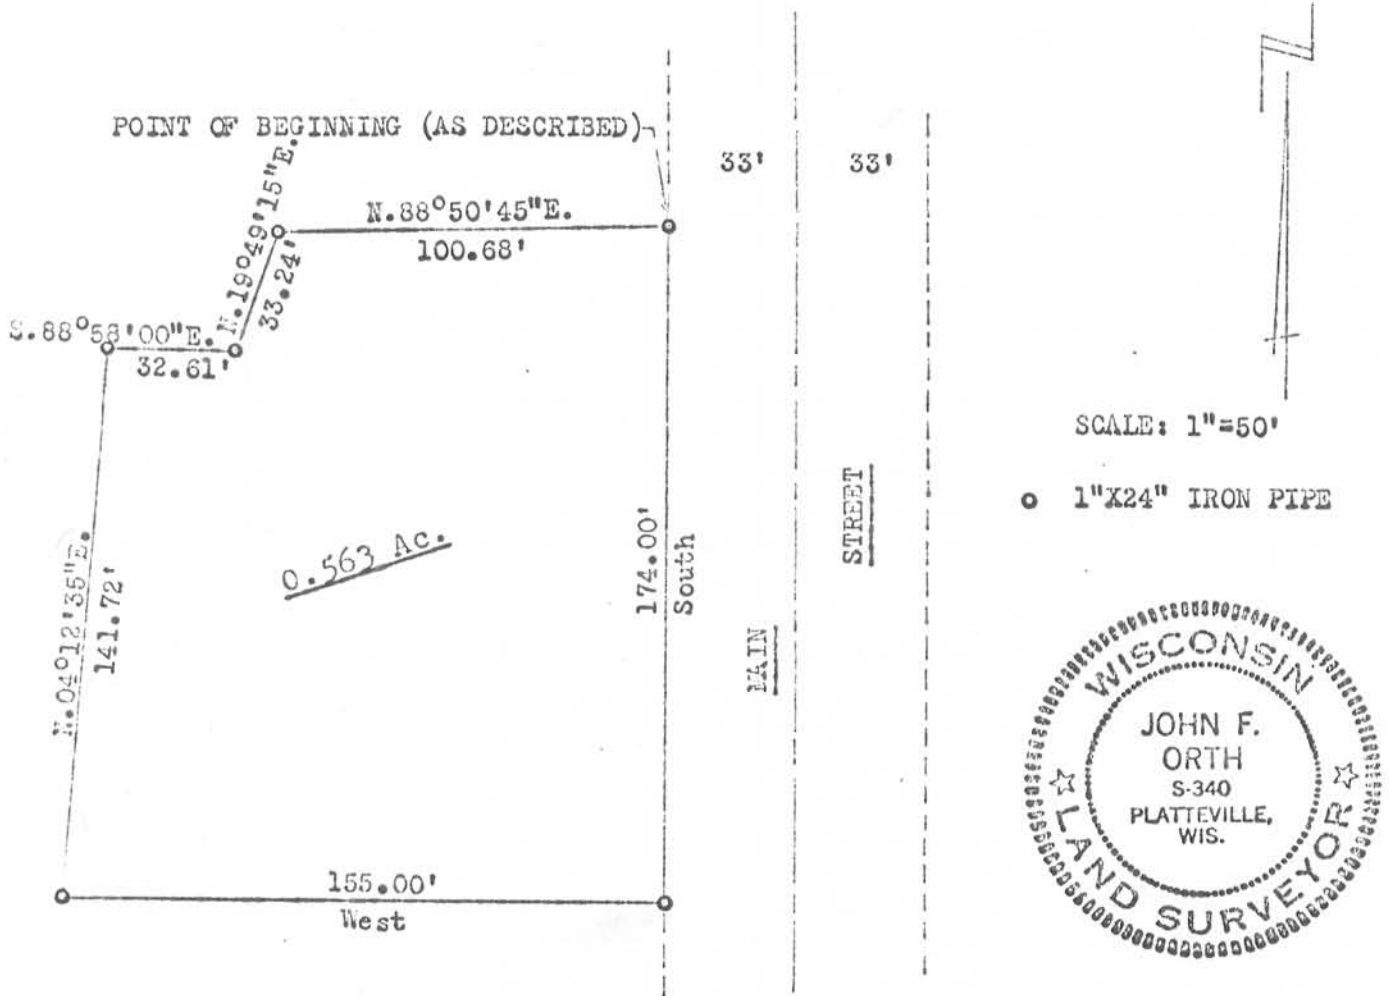 POINT OF BEGINNING (AS DESCRIBED)
33'
33'
N.88°50'45"E.
100.68'
N.19°49'15"E.
33.24'
S.88°58'00"E.
32.61'
N.04°12'35"E.
141.72'
0.563 Ac.
174.00'
South
155.00'
West
MAIN
STREET
SCALE: 1"=50'
1"X24" IRON PIPE
WISCONSIN
JOHN F.
ORTH
S-340
PLATTEVILLE,
WIS.
LAND SURVEYOR